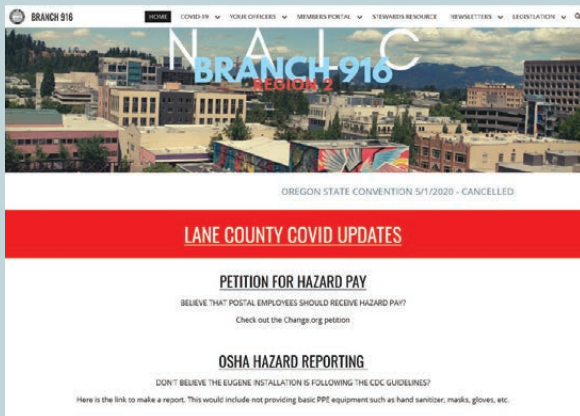 BRANCH 916
HOME COVID-19 YOUR OFFICERS MEMBERS PORTAL STEWARDS RESOURCE NEWSLETTERS LEGISTLATION
NALC
BRANCH 916
REGION 2
OREGON STATE CONVENTION 5/1/2020 - CANCELLED
LANE COUNTY COVID UPDATES
PETITION FOR HAZARD PAY
BELIEVE THAT POSTAL EMPLOYEES SHOULD RECEIVE HAZARD PAY?
Check out the Change.org petition
OSHA HAZARD REPORTING
DON'T BELIEVE THE EUGENE INSTALLATION IS FOLLOWING THE CDC GUIDELINES?
Here is the link to make a report. This would include not providing basic PPE equipment such as hand sanitizer, masks, gloves, etc.